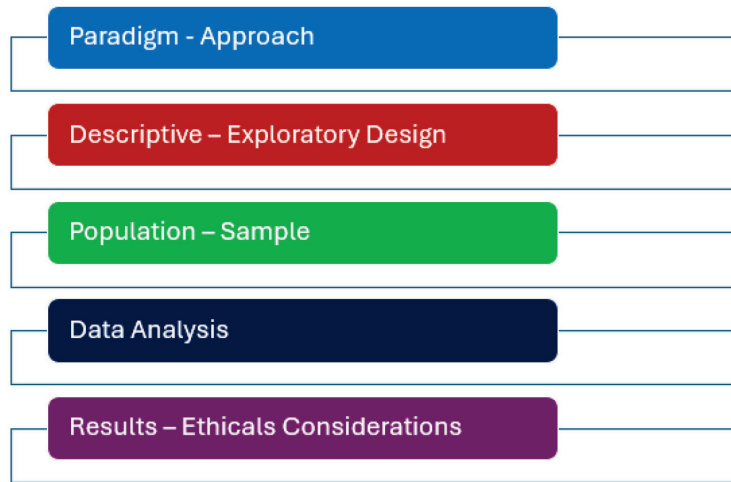 Paradigm - Approach
Descriptive – Exploratory Design
Population – Sample
Data Analysis
Results – Ethicals Considerations